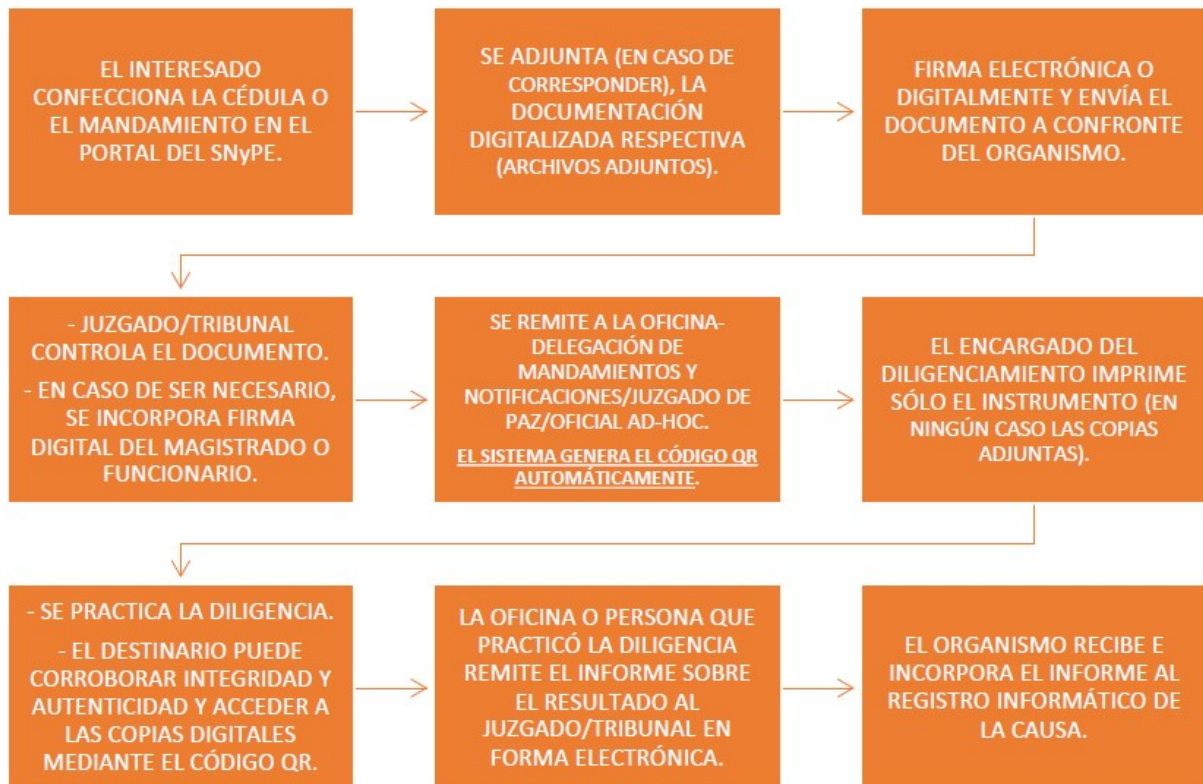 EL INTERESADO
CONFECCIONA LA CÉDULA O
EL MANDAMIENTO EN EL
PORTAL DEL SNyPE.
SE ADJUNTA (EN CASO DE
CORRESPONDER), LA
DOCUMENTACIÓN
DIGITALIZADA RESPECTIVA
(ARCHIVOS ADJUNTOS).
FIRMA ELECTRÓNICA O
DIGITALMENTE Y ENVÍA EL
DOCUMENTO A CONFRONTE
DEL ORGANISMO.
- JUZGADO/TRIBUNAL
CONTROLA EL DOCUMENTO.
- EN CASO DE SER NECESARIO,
SE INCORPORA FIRMA
DIGITAL DEL MAGISTRADO O
FUNCIONARIO.
SE REMITE A LA OFICINA-
DELEGACIÓN DE
MANDAMIENTOS Y
NOTIFICACIONES/JUZGADO DE
PAZ/OFICIAL AD-HOC.
EL SISTEMA GENERA EL CÓDIGO QR
AUTOMÁTICAMENTE.
EL ENCARGADO DEL
DILIGENCIAMIENTO IMPRIME
SÓLO EL INSTRUMENTO (EN
NINGÚN CASO LAS COPIAS
ADJUNTAS).
- SE PRACTICA LA DILIGENCIA.
- EL DESTINARIO PUEDE
CORROBORAR INTEGRIDAD Y
AUTENTICIDAD Y ACCEDER A
LAS COPIAS DIGITALES
MEDIANTE EL CÓDIGO QR.
LA OFICINA O PERSONA QUE
PRACTICÓ LA DILIGENCIA
REMITE EL INFORME SOBRE
EL RESULTADO AL
JUZGADO/TRIBUNAL EN
FORMA ELECTRÓNICA.
EL ORGANISMO RECIBE E
INCORPORA EL INFORME AL
REGISTRO INFORMÁTICO DE
LA CAUSA.